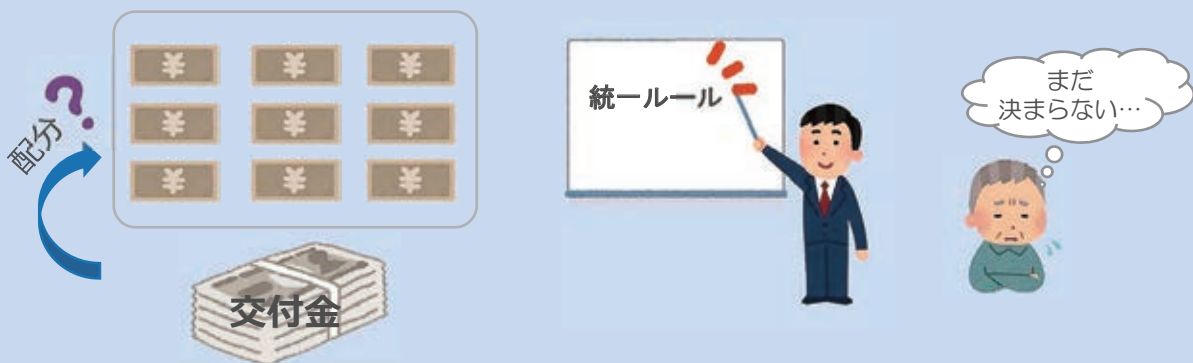 配分?
¥ ¥ ¥
¥ ¥ ¥
¥ ¥ ¥
交付金
統一ルール
まだ
決まらない…